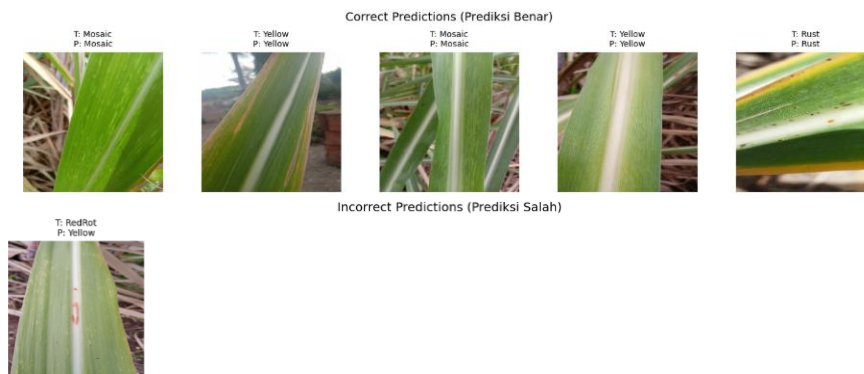 Correct Predictions (Prediksi Benar)
T: Mosaic
P: Mosaic
T: Yellow
P: Yellow
T: Mosaic
P: Mosaic
T: Yellow
P: Yellow
T: Rust
P: Rust
Incorrect Predictions (Prediksi Salah)
T: RedRot
P: Yellow